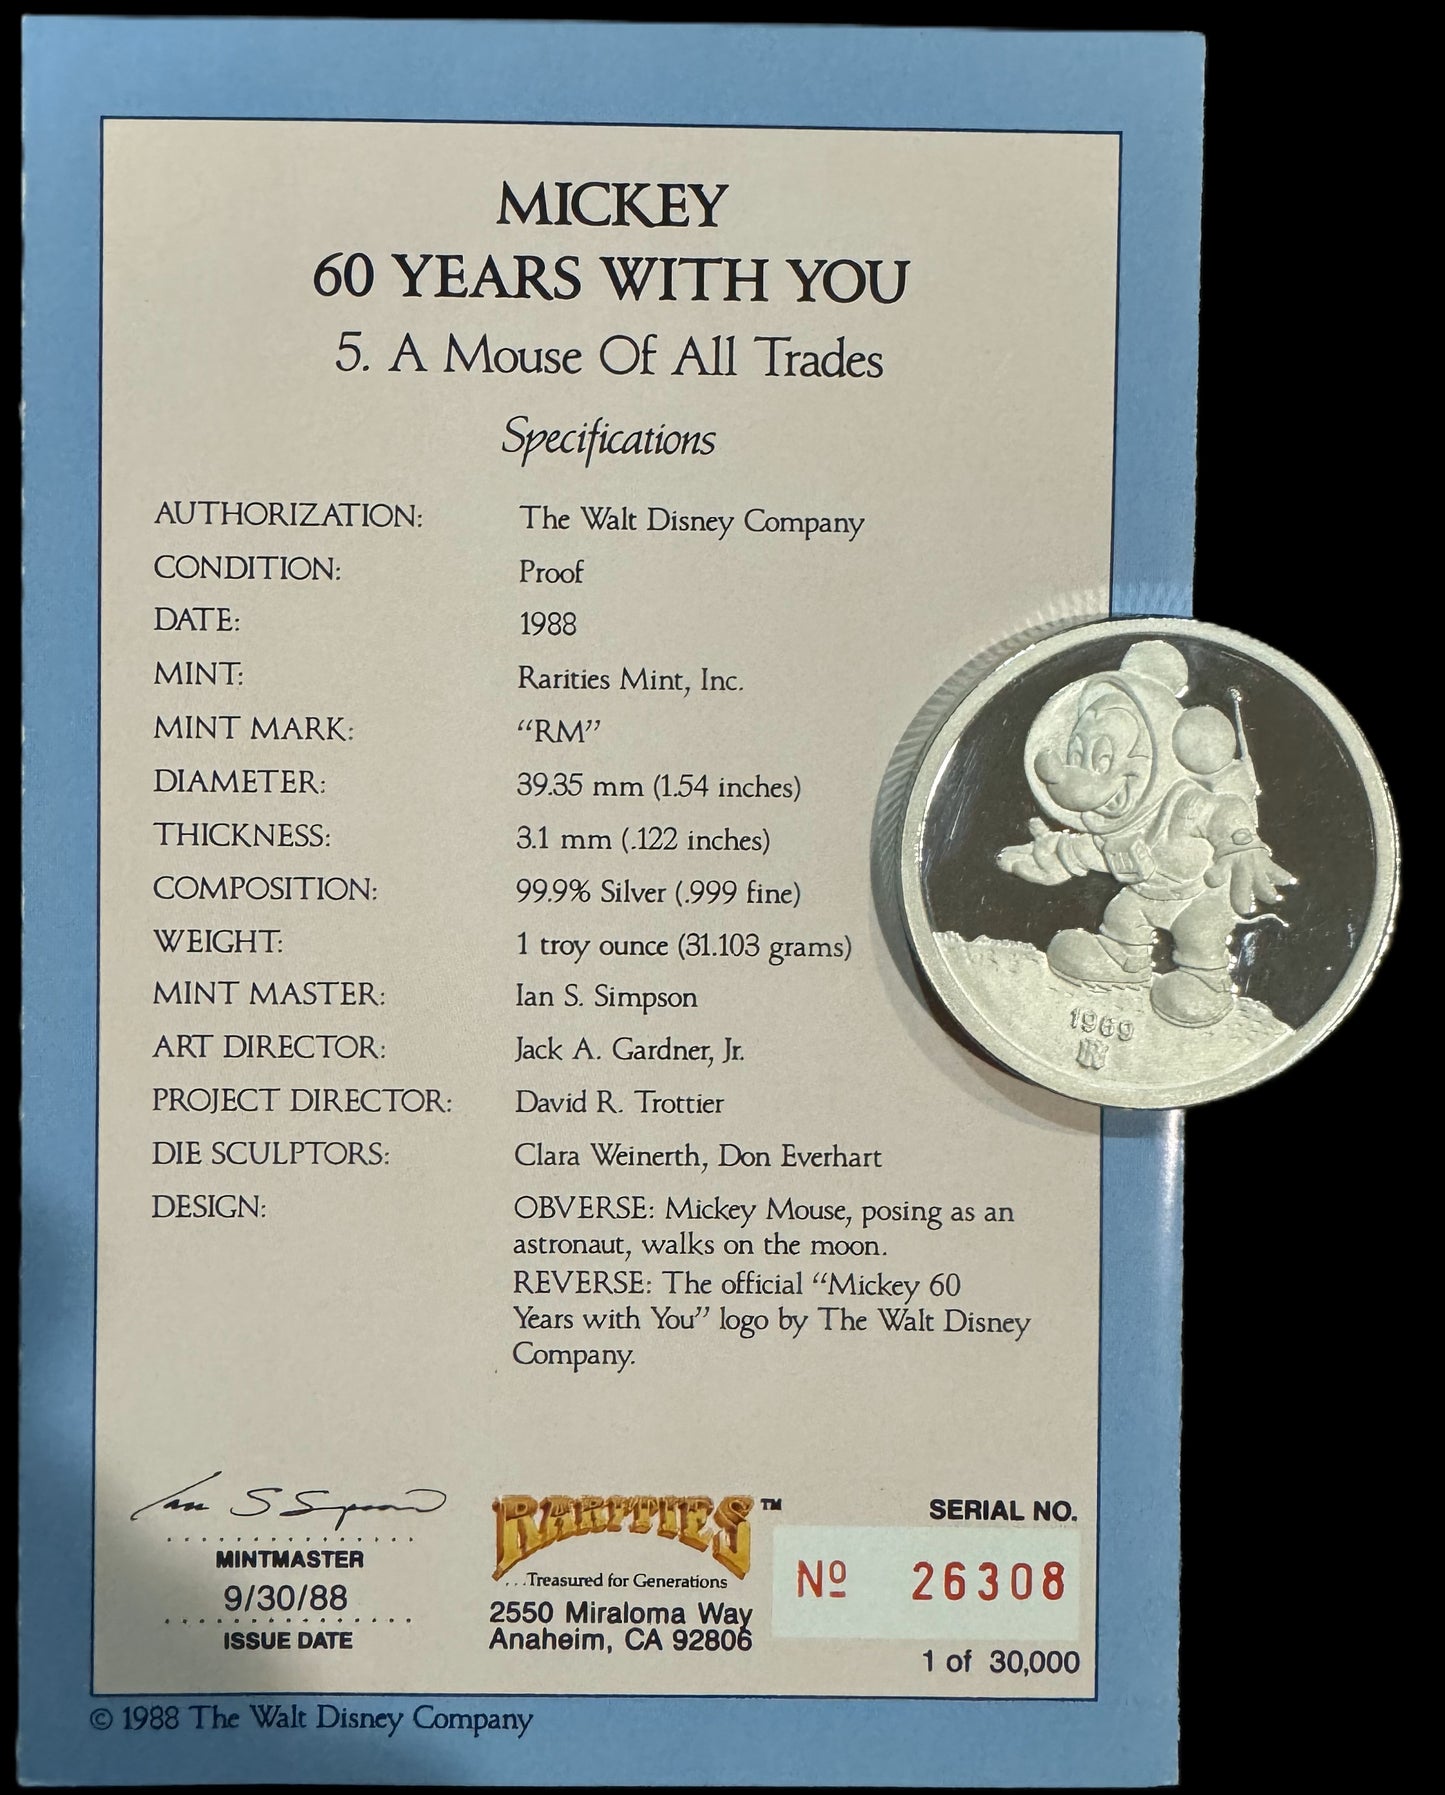 MICKEY
60 YEARS WITH YOU
5. A Mouse Of All Trades
Specifications
AUTHORIZATION: The Walt Disney Company
CONDITION: Proof
DATE: 1988
MINT: Rarities Mint, Inc.
MINT MARK: “RM”
DIAMETER: 39.35 mm (1.54 inches)
THICKNESS: 3.1 mm (.122 inches)
COMPOSITION: 99.9% Silver (.999 fine)
WEIGHT: 1 troy ounce (31.103 grams)
MINT MASTER: Ian S. Simpson
ART DIRECTOR: Jack A. Gardner, Jr.
PROJECT DIRECTOR: David R. Trottier
DIE SCULPTORS: Clara Weinerth, Don Everhart
DESIGN: OBVERSE: Mickey Mouse, posing as an
astronaut, walks on the moon.
REVERSE: The official “Mickey 60
Years with You” logo by The Walt Disney
Company.
1969
Ian S Simpson
MINTMASTER
9/30/88
ISSUE DATE
RARITIES™
...Treasured for Generations
2550 Miraloma Way
Anaheim, CA 92806
SERIAL NO.
Nº 26308
1 of 30,000
© 1988 The Walt Disney Company